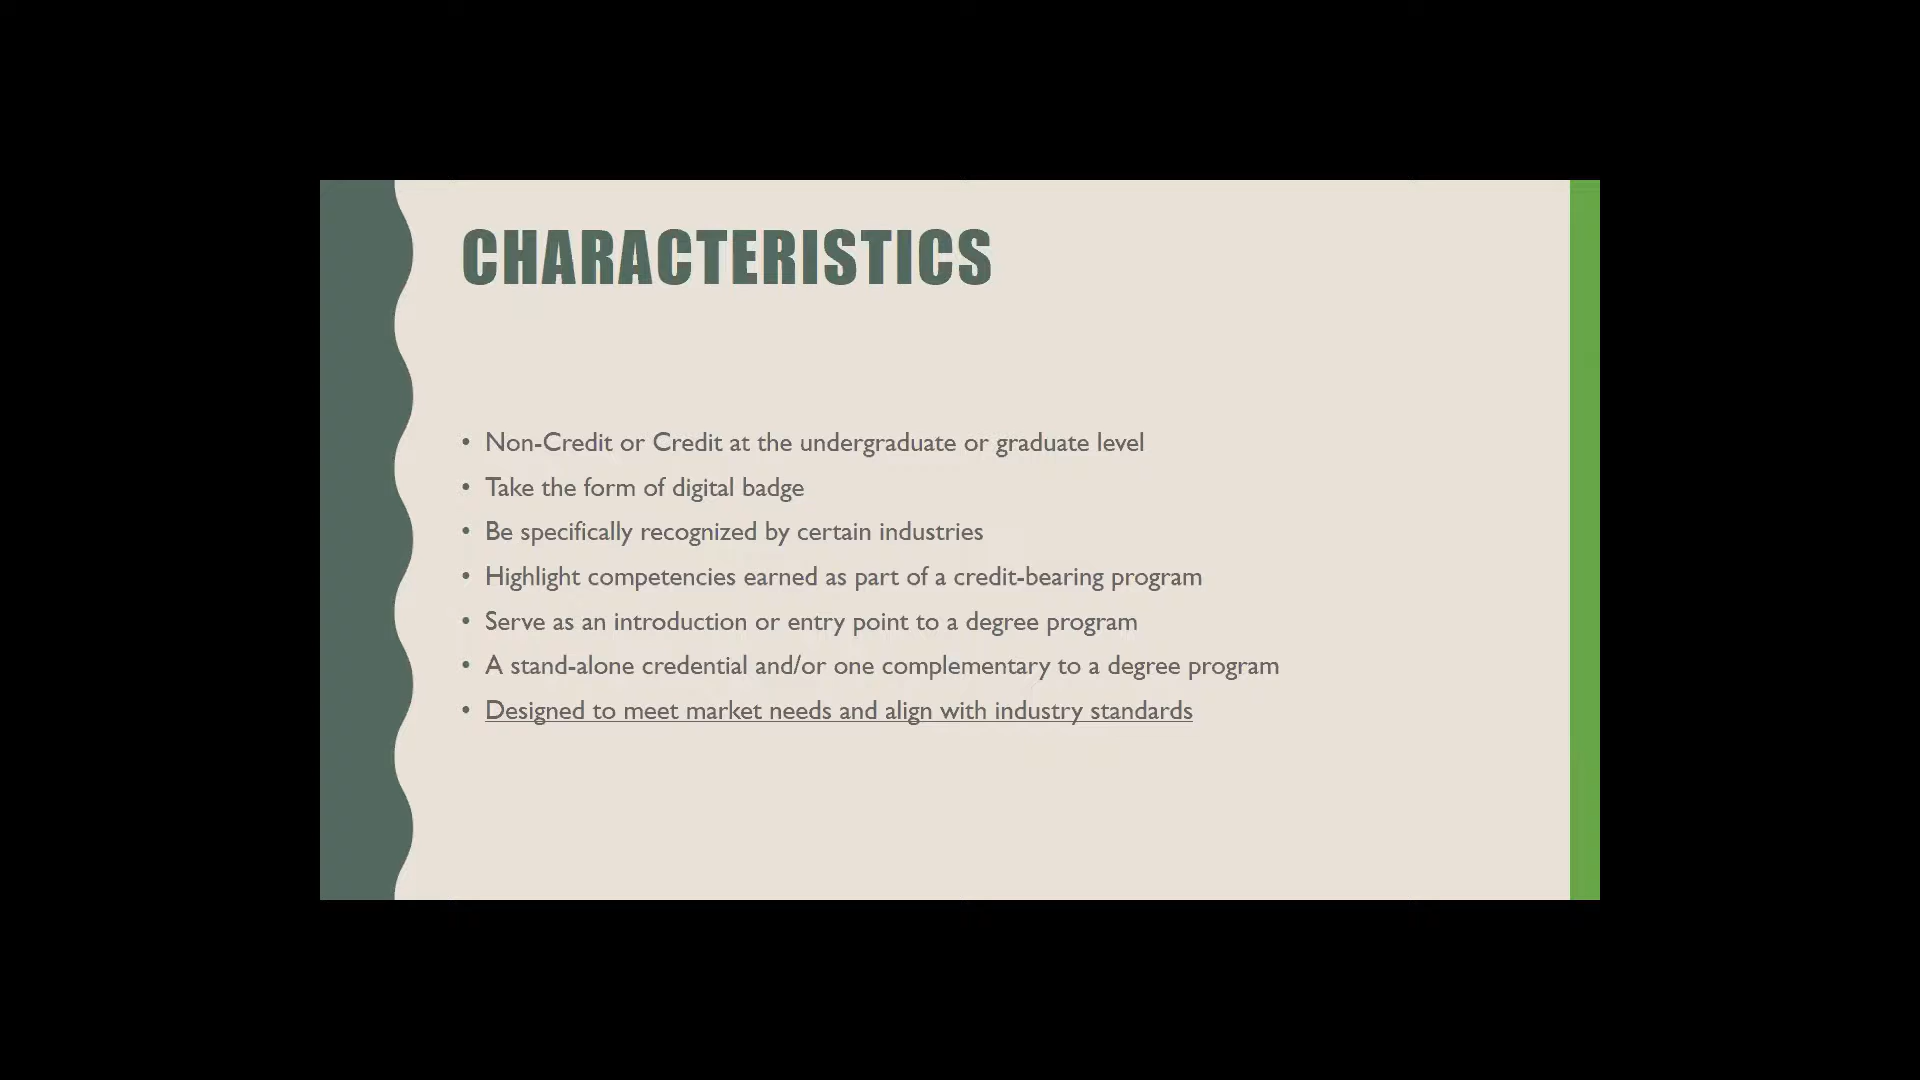 CHARACTERISTICS
• Non-Credit or Credit at the undergraduate or graduate level
• Take the form of digital badge
• Be specifically recognized by certain industries
• Highlight competencies earned as part of a credit-bearing program
• Serve as an introduction or entry point to a degree program
• A stand-alone credential and/or one complementary to a degree program
• Designed to meet market needs and align with industry standards